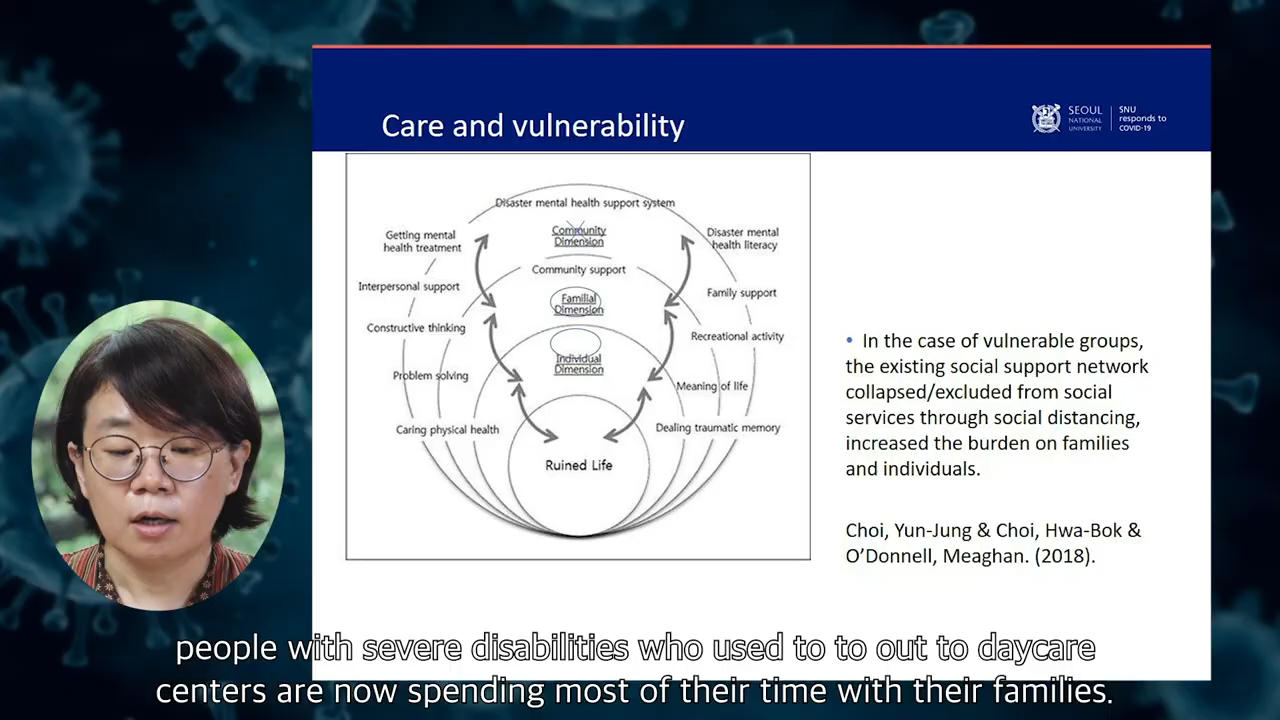 Care and vulnerability
SEOUL
NATIONAL
UNIVERSITY
SNU
responds to
COVID-19
Disaster mental health support system
Getting mental
health treatment
Community
Dimension
Disaster mental
health literacy
Community support
Interpersonal support
Familial
Dimension
Family support
Constructive thinking
Recreational activity
Individual
Dimension
Problem solving
Meaning of life
Caring physical health
Dealing traumatic memory
Ruined Life
• In the case of vulnerable groups,
the existing social support network
collapsed/excluded from social
services through social distancing,
increased the burden on families
and individuals.
Choi, Yun-Jung & Choi, Hwa-Bok &
O'Donnell, Meaghan. (2018).
people with severe disabilities who used to to out to daycare
centers are now spending most of their time with their families.